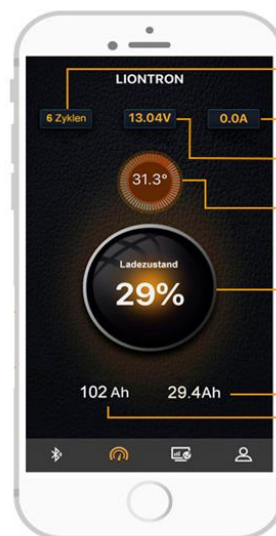 LIONTRON
6 Zyklen 13.04V 0.0A
31.3°
Ladezustand
29%
102 Ah 29.4Ah